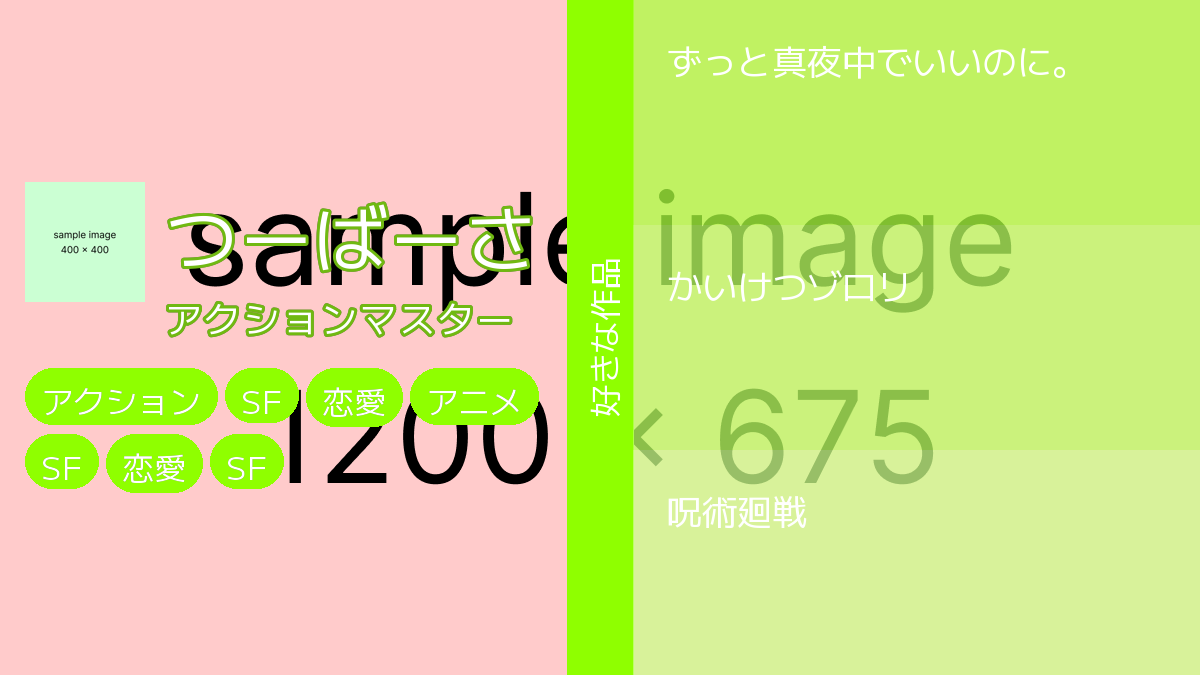 sample image
400 × 400
つーばーさ
アクションマスター
アクション SF 恋愛 アニメ
SF 恋愛 SF
sample image
1200 × 675
好きな作品
ずっと真夜中でいいのに。
かいけつゾロリ
呪術廻戦